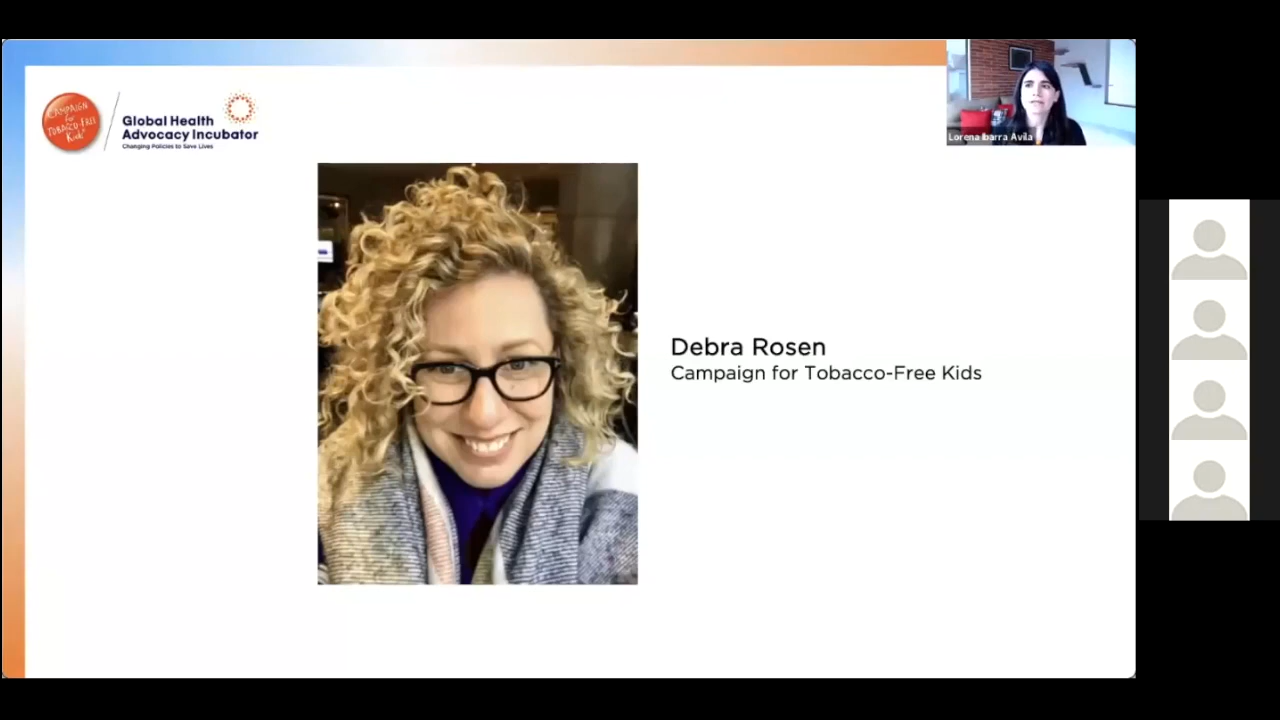 CAMPAIGN
for
TOBACCO-FREE
Kids
Global Health
Advocacy Incubator
Changing Policies to Save Lives
Lorena Ibarra Ávila
Debra Rosen
Campaign for Tobacco-Free Kids